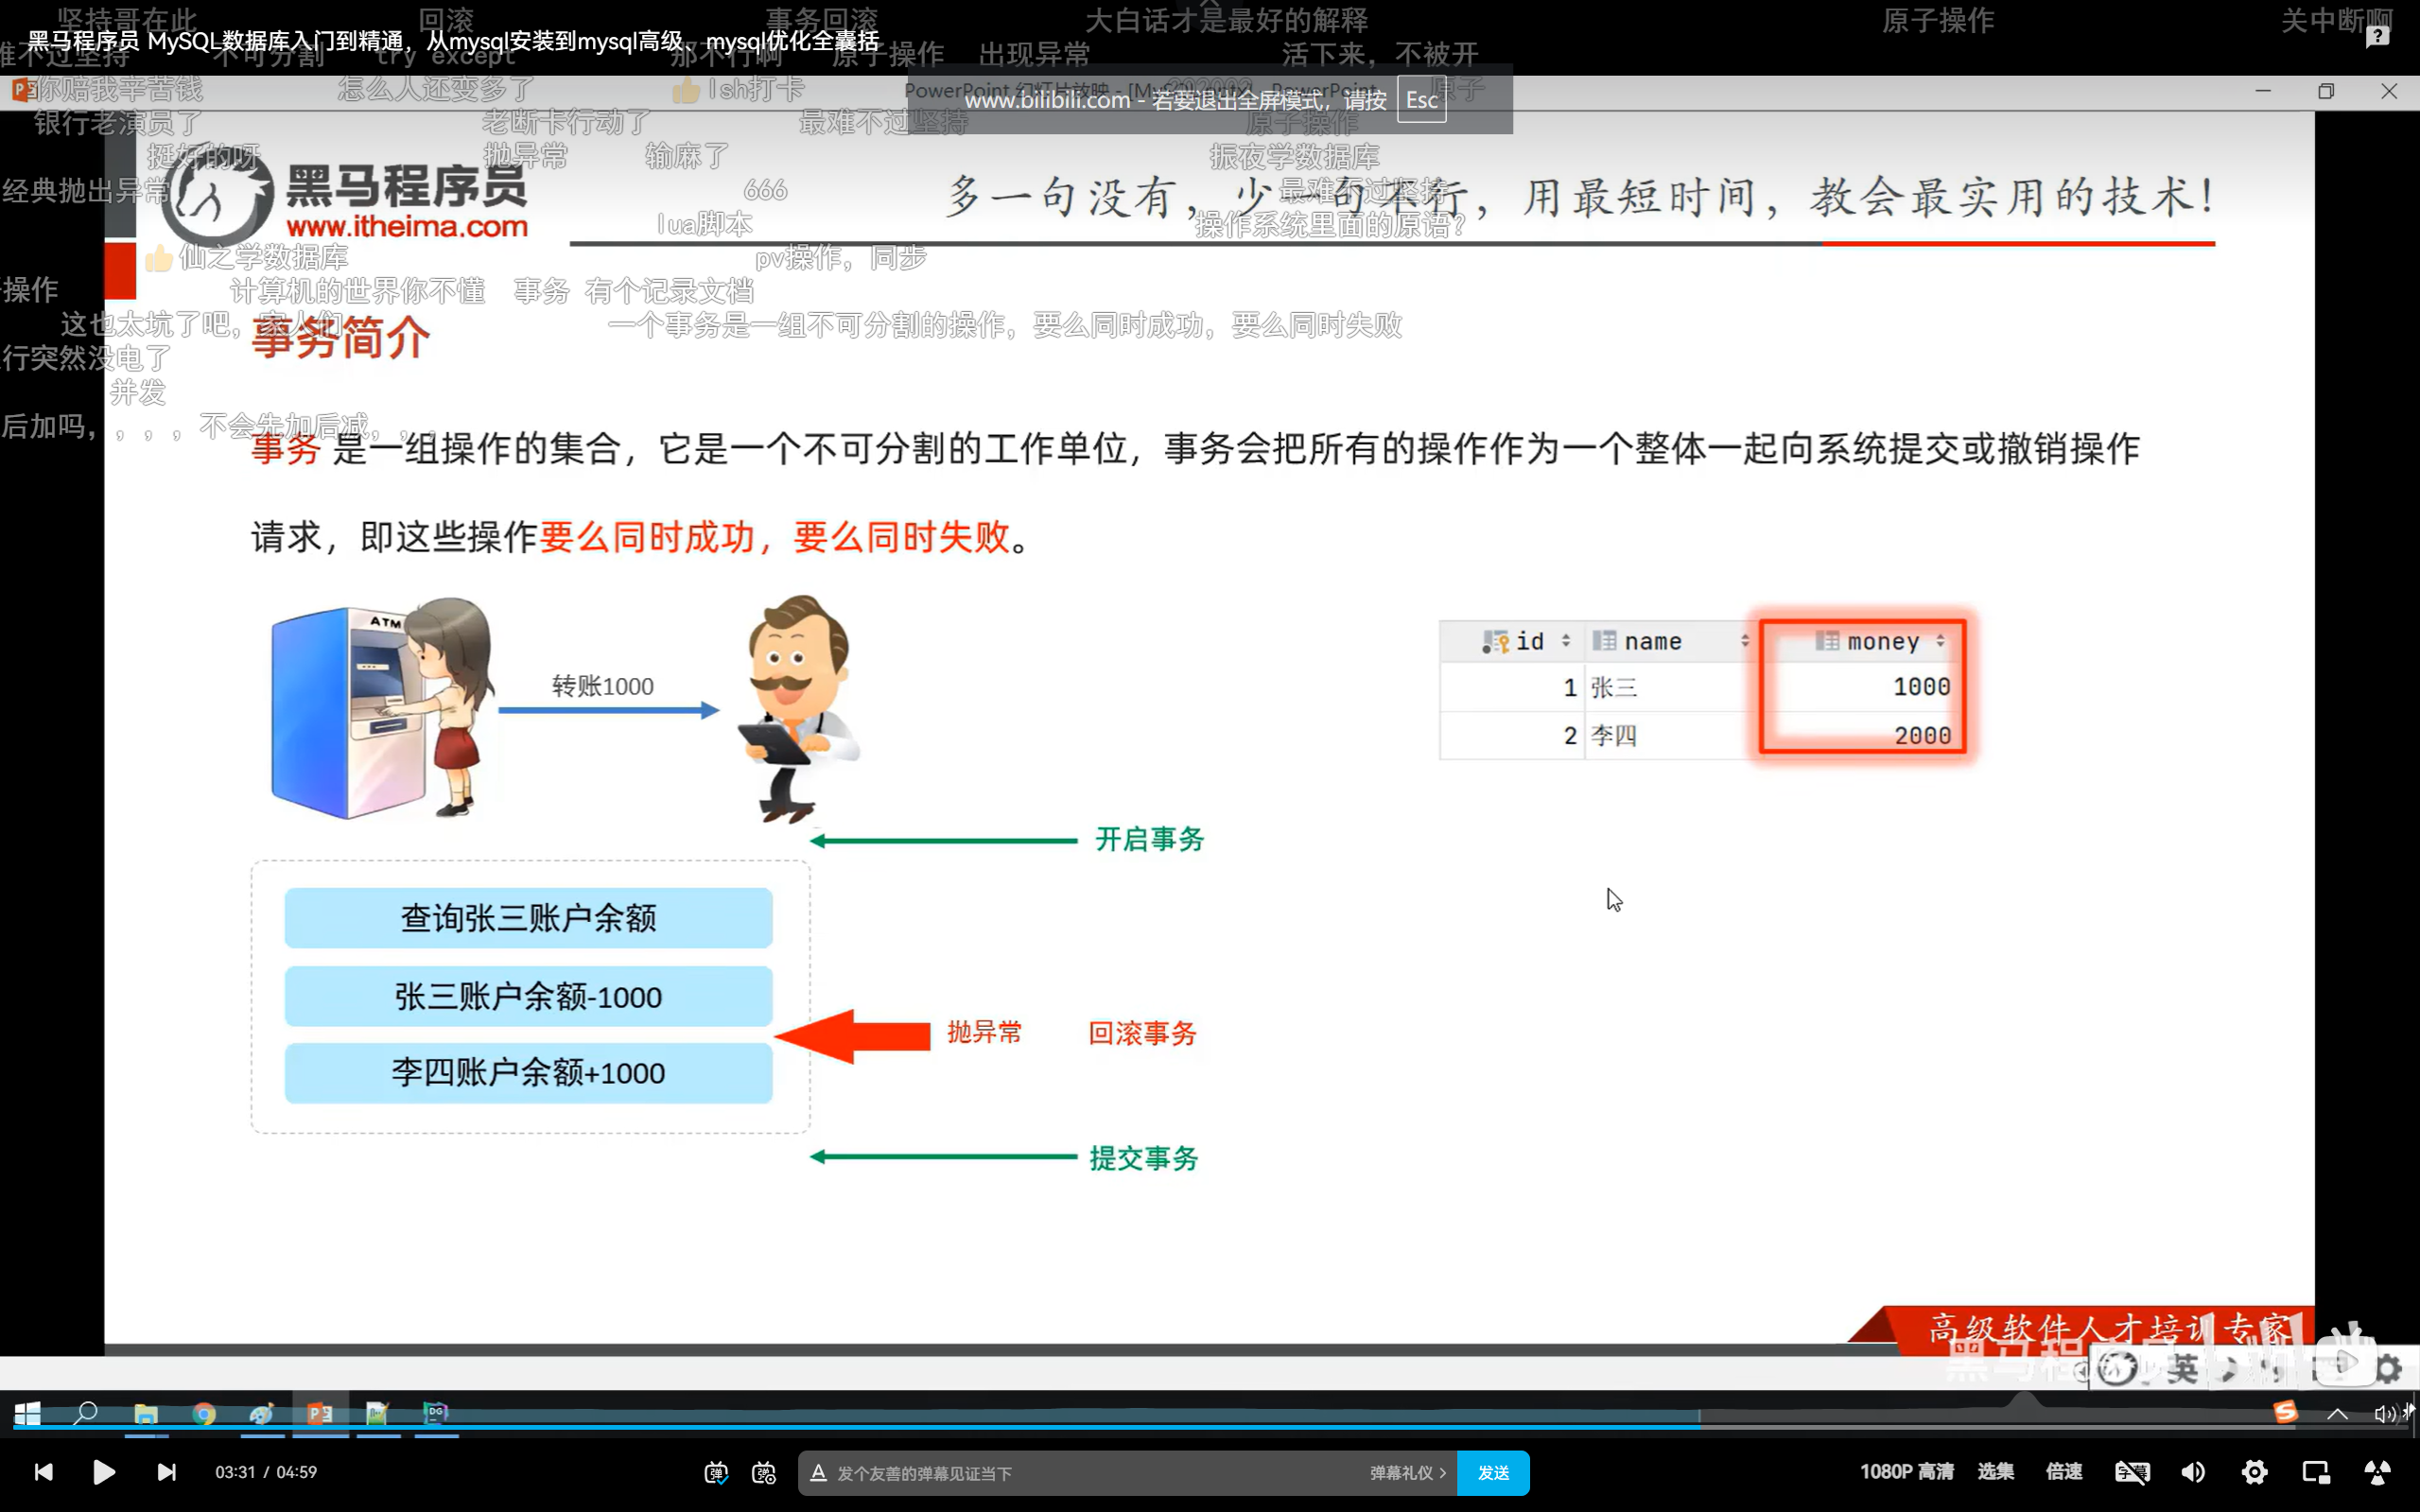 坚持哥在此 回滚 事务回滚 大白话才是最好的解释 原子操作 关中断啊
黑马程序员 MySQL数据库入门到精通，从mysql安装到mysql高级、mysql优化全囊括
难不过坚持 不可分割 try except 那不行啊 原子操作 出现异常 活下来，不被开
你赔我辛苦钱 怎么人还变多了 lsh打卡 原子
www.bilibili.com - 若要退出全屏模式，请按 Esc
银行老演员了 老断卡行动了 最难不过坚持 原子操作
挺好的呀 抛异常 输麻了 振夜学数据库
黑马程序员
www.itheima.com
多一句没有，少一句不行，用最短时间，教会最实用的技术！
经典抛出异常 666 最难不过坚持
lua脚本 操作系统里面的原语？
仙之学数据库 pv操作，同步
操作 计算机的世界你不懂 事务 有个记录文档
这也太坑了吧，家人们 一个事务是一组不可分割的操作，要么同时成功，要么同时失败
事务简介
行突然没电了
并发
后加吗，，，， 不会先加后减，，，
事务 是一组操作的集合，它是一个不可分割的工作单位，事务会把所有的操作作为一个整体一起向系统提交或撤销操作
请求，即这些操作要么同时成功，要么同时失败。
ATM
转账1000
id name money
1 张三 1000
2 李四 2000
开启事务
查询张三账户余额
张三账户余额-1000
抛异常 回滚事务
李四账户余额+1000
提交事务
高级软件人才培训专家
英
03:31 / 04:59
发个友善的弹幕见证当下
弹幕礼仪
发送
1080P 高清 选集 倍速 字幕